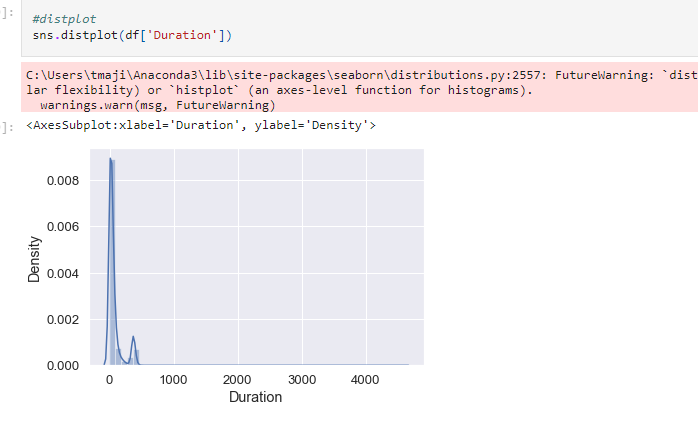 ]:
#distplot
sns.distplot(df['Duration'])
C:\Users\tmaji\Anaconda3\lib\site-packages\seaborn\distributions.py:2557: FutureWarning: `dist
lar flexibility) or `histplot` (an axes-level function for histograms).
warnings.warn(msg, FutureWarning)
]: <AxesSubplot:xlabel='Duration', ylabel='Density'>
0.008
0.006
0.004
0.002
0.000
Density
0 1000 2000 3000 4000
Duration